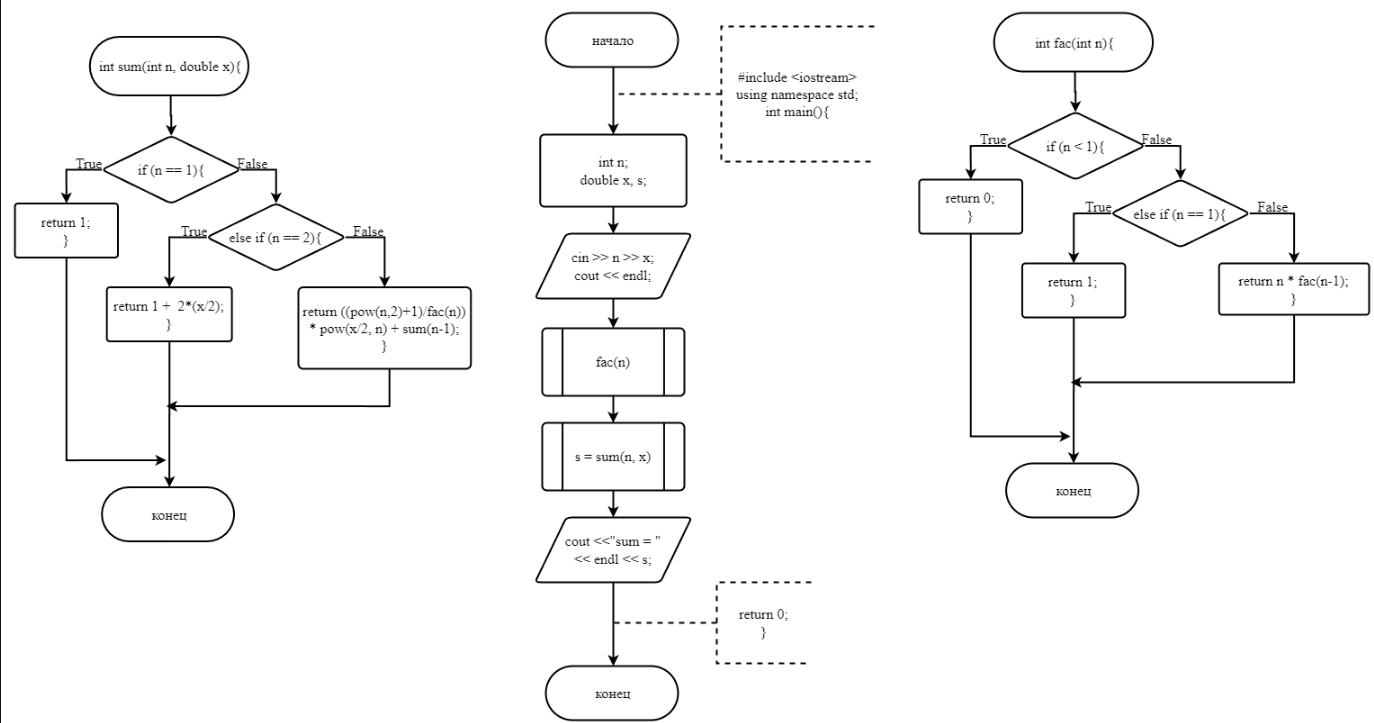 int sum(int n, double x){
if (n == 1){
True
False
return 1;
}
else if (n == 2){
True
False
return 1 + 2*(x/2);
}
return ((pow(n,2)+1)/fac(n))
* pow(x/2, n) + sum(n-1);
}
конец
начало
#include <iostream>
using namespace std;
int main(){
int n;
double x, s;
cin >> n >> x;
cout << endl;
fac(n)
s = sum(n, x)
cout <<"sum = "
<< endl << s;
return 0;
}
конец
int fac(int n){
if (n < 1){
True
False
return 0;
}
else if (n == 1){
True
False
return 1;
}
return n * fac(n-1);
}
конец